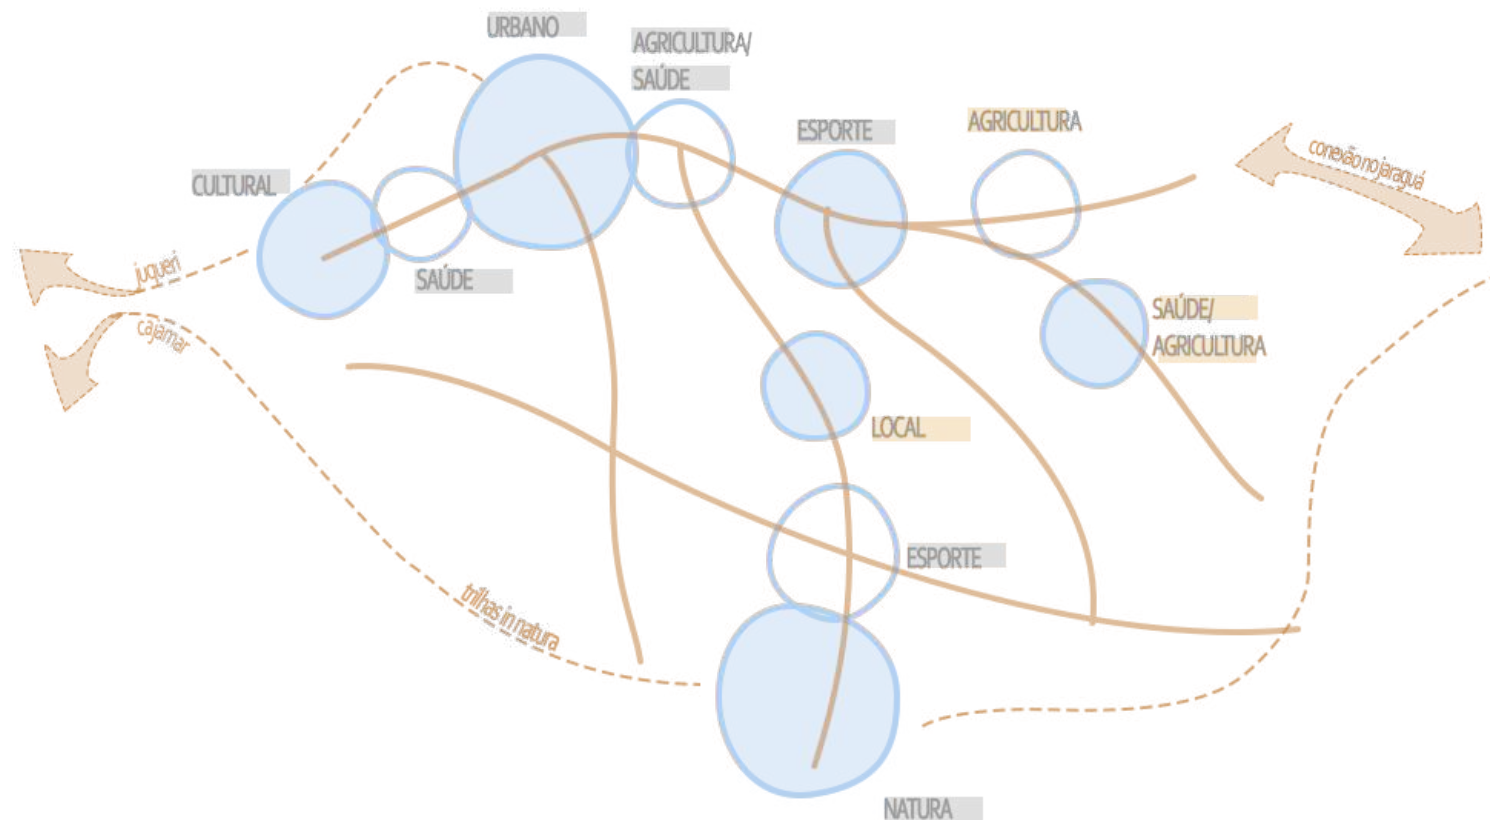 URBANO
AGRICULTURA/
SAÚDE
ESPORTE
AGRICULTURA
conexão no jaraguá
CULTURAL
SAÚDE
juqueri
cajamar
SAÚDE/
AGRICULTURA
LOCAL
ESPORTE
trilhas in natura
NATURA